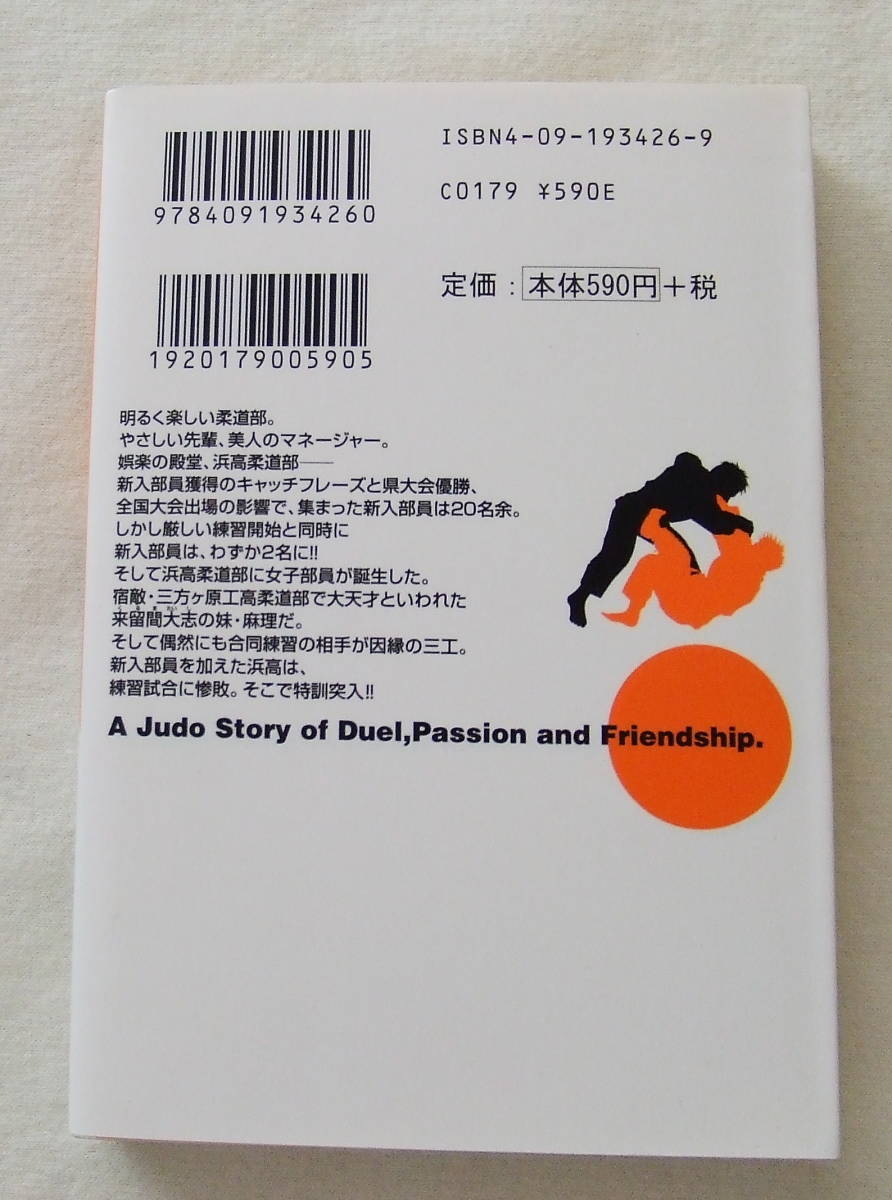 ISBN4-09-193426-9
9784091934260
C0179 ¥590E
定価：本体590円＋税
1920179005905
明るく楽しい柔道部。
やさしい先輩、美人のマネージャー。
娯楽の殿堂、浜高柔道部――
新入部員獲得のキャッチフレーズと県大会優勝、
全国大会出場の影響で、集まった新入部員は20名余。
しかし厳しい練習開始と同時に
新入部員は、わずか2名に!!
そして浜高柔道部に女子部員が誕生した。
宿敵・三方ヶ原工高柔道部で大天才といわれた
来留間大志の妹・麻理だ。
そして偶然にも合同練習の相手が因縁の三工。
新入部員を加えた浜高は、
練習試合に惨敗。そこで特訓突入!!
A Judo Story of Duel,Passion and Friendship.